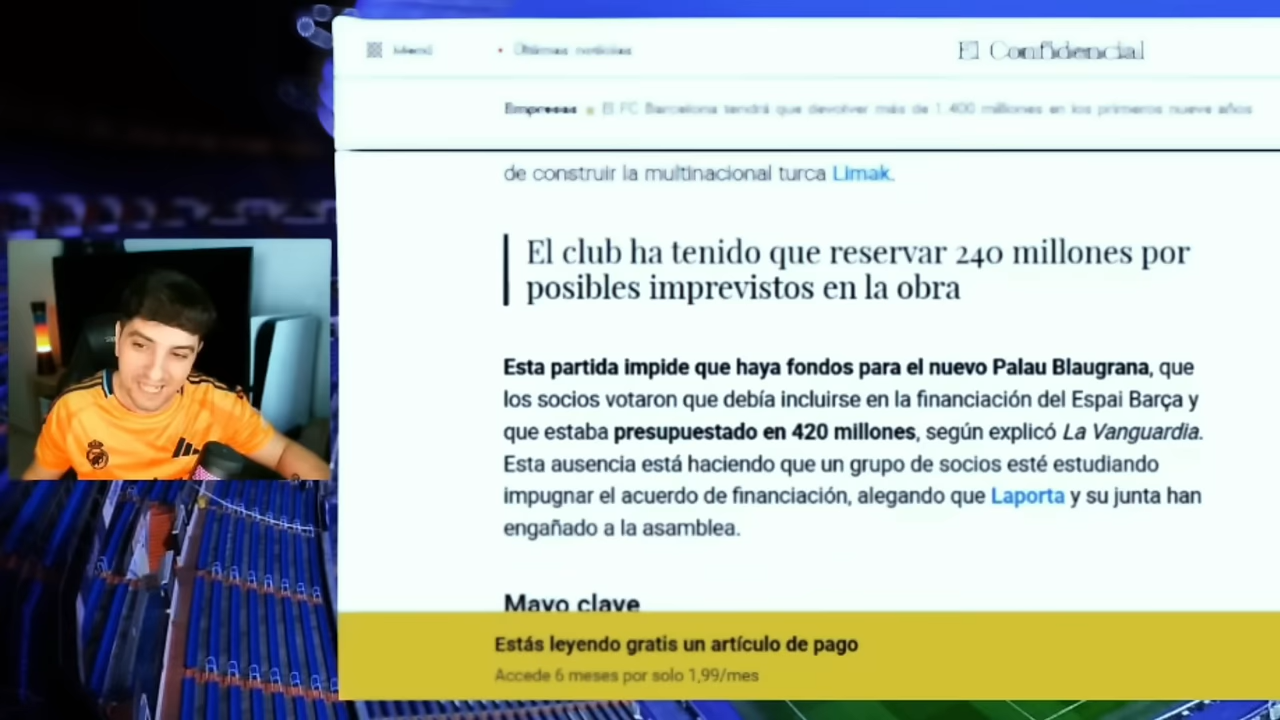 Menú
Últimas noticias
El Confidencial
Empresas
El FC Barcelona tendrá que devolver más de 1.400 millones en los primeros nueve años
de construir la multinacional turca Limak.
El club ha tenido que reservar 240 millones por
posibles imprevistos en la obra
Esta partida impide que haya fondos para el nuevo Palau Blaugrana, que
los socios votaron que debía incluirse en la financiación del Espai Barça y
que estaba presupuestado en 420 millones, según explicó La Vanguardia.
Esta ausencia está haciendo que un grupo de socios esté estudiando
impugnar el acuerdo de financiación, alegando que Laporta y su junta han
engañado a la asamblea.
Mayo clave
Estás leyendo gratis un artículo de pago
Accede 6 meses por solo 1,99/mes